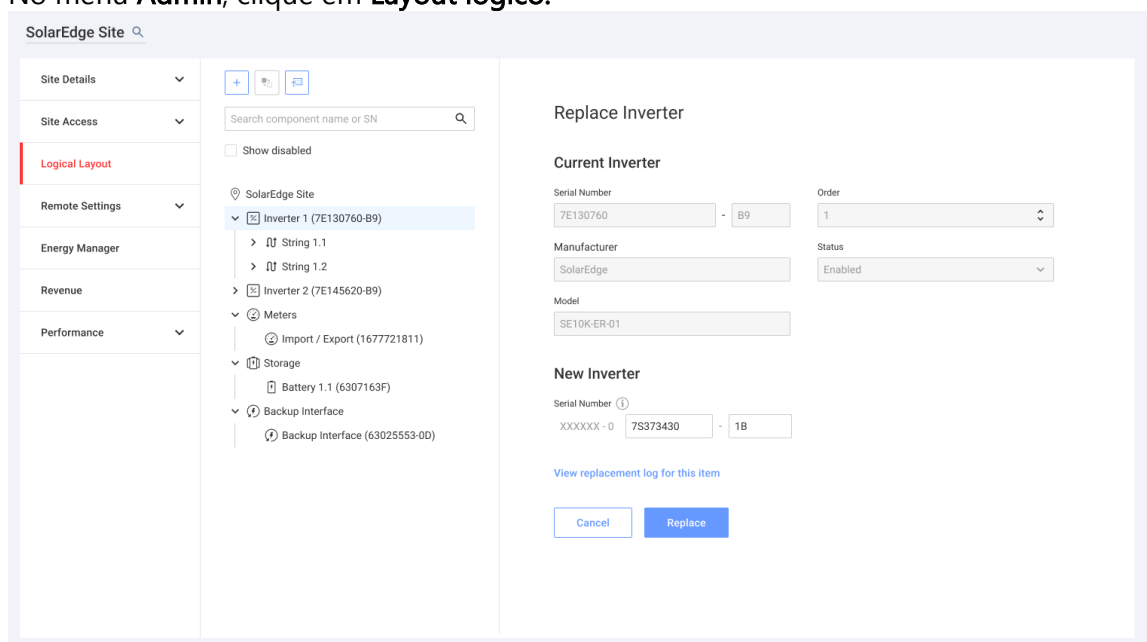 No menu Admin, clique em Layout lógico.
SolarEdge Site
Site Details
Site Access
Logical Layout
Remote Settings
Energy Manager
Revenue
Performance
+
Search component name or SN
Show disabled
SolarEdge Site
Inverter 1 (7E130760-B9)
String 1.1
String 1.2
Inverter 2 (7E145620-B9)
Meters
Import / Export (1677721811)
Storage
Battery 1.1 (6307163F)
Backup Interface
Backup Interface (63025553-0D)
Replace Inverter
Current Inverter
Serial Number Order
7E130760 - B9 1
Manufacturer Status
SolarEdge Enabled
Model
SE10K-ER-01
New Inverter
Serial Number i
XXXXXX - 0 7S373430 - 1B
View replacement log for this item
Cancel Replace